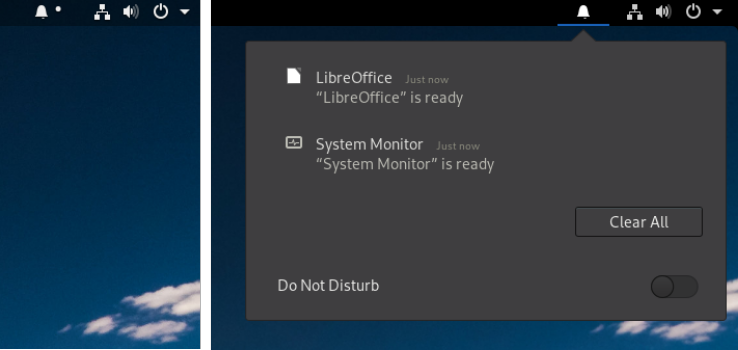 LibreOffice Just now
“LibreOffice” is ready
System Monitor Just now
“System Monitor” is ready
Clear All
Do Not Disturb